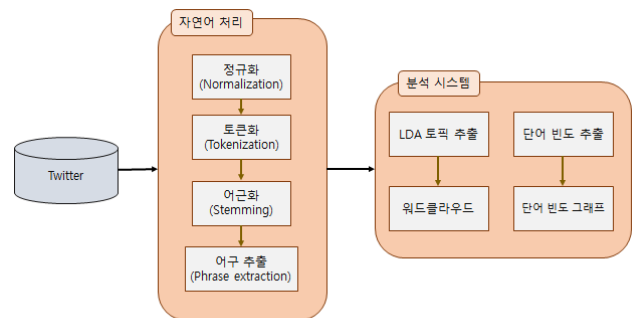 Twitter
자연어 처리
정규화
(Normalization)
토큰화
(Tokenization)
어근화
(Stemming)
어구 추출
(Phrase extraction)
분석 시스템
LDA 토픽 추출
단어 빈도 추출
워드클라우드
단어 빈도 그래프